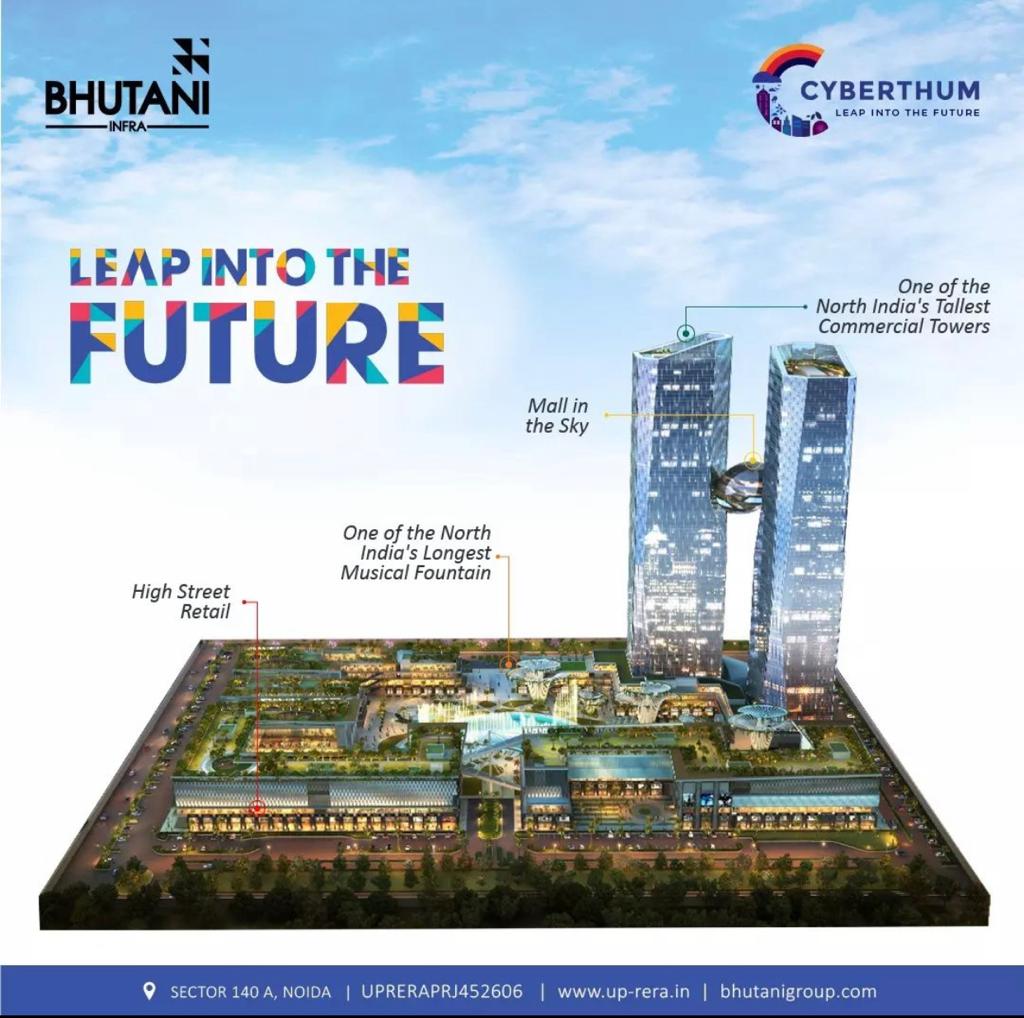 BHUTANI
INFRA
CYBERTHUM
LEAP INTO THE FUTURE
LEAP INTO THE
FUTURE
One of the
North India's Tallest
Commercial Towers
Mall in
the Sky
One of the North
India's Longest
Musical Fountain
High Street
Retail
SECTOR 140 A, NOIDA | UPRERAPRJ452606 | www.up-rera.in | bhutanigroup.com